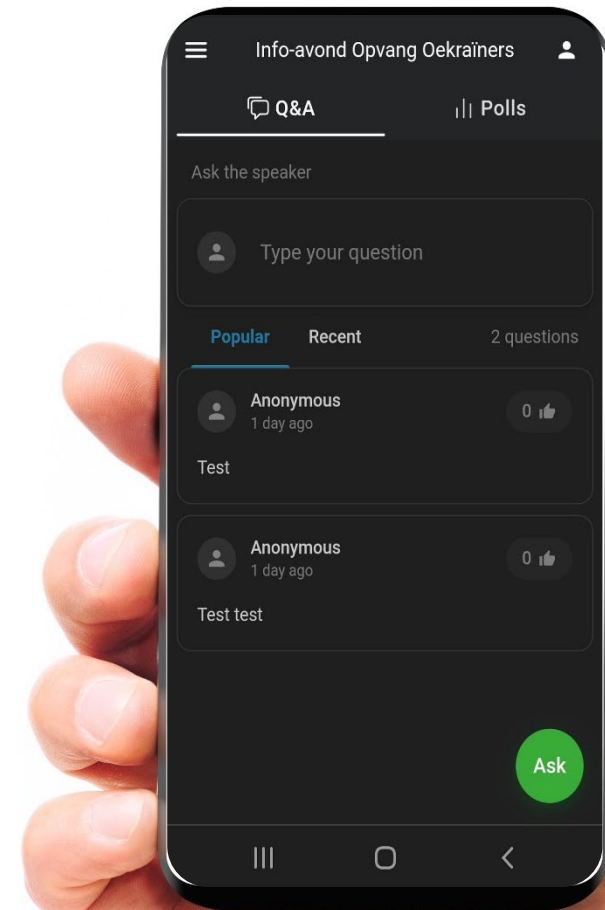 Info-avond Opvang Oekraïners
Q&A
Polls
Ask the speaker
Type your question
Popular
Recent
2 questions
Anonymous
1 day ago
0
Test
Anonymous
1 day ago
0
Test test
Ask